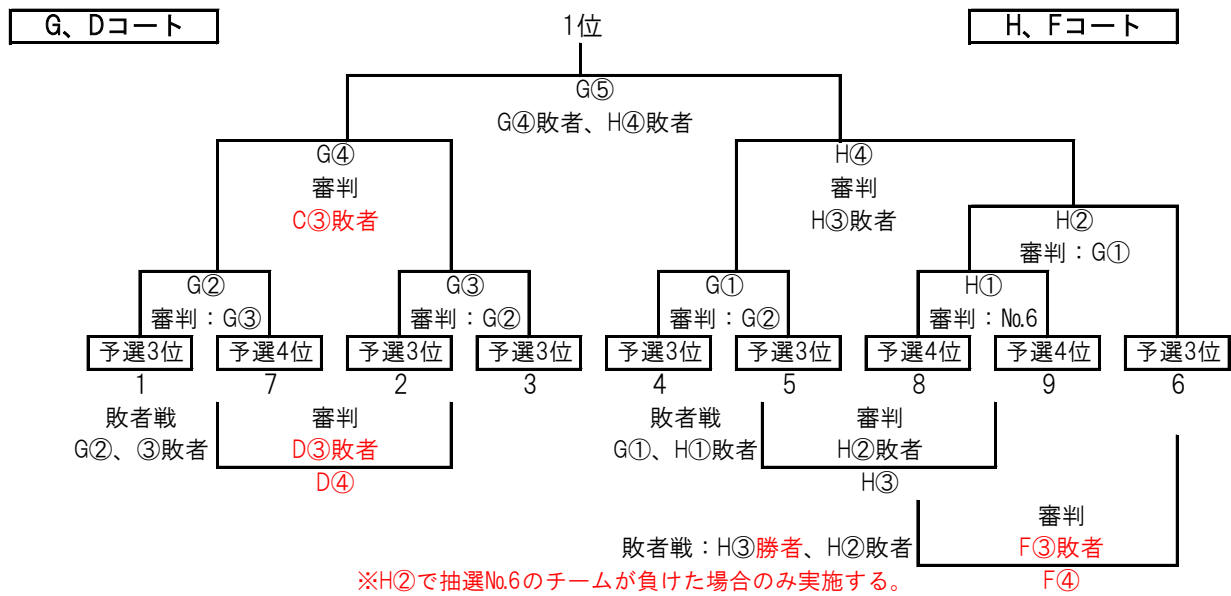 G、Dコート
1位
H、Fコート
G⑤
G④敗者、H④敗者
G④
審判
C③敗者
H④
審判
H③敗者
H②
審判：G①
G②
審判：G③
G③
審判：G②
G①
審判：G②
H①
審判：№6
予選3位 予選4位 予選3位 予選3位 予選3位 予選3位 予選4位 予選4位 予選3位
1 7 2 3 4 5 8 9 6
敗者戦
G②、③敗者
審判
D③敗者
D④
敗者戦
G①、H①敗者
審判
H②敗者
H③
審判
敗者戦：H③勝者、H②敗者
F③敗者
※H②で抽選№6のチームが負けた場合のみ実施する。
F④